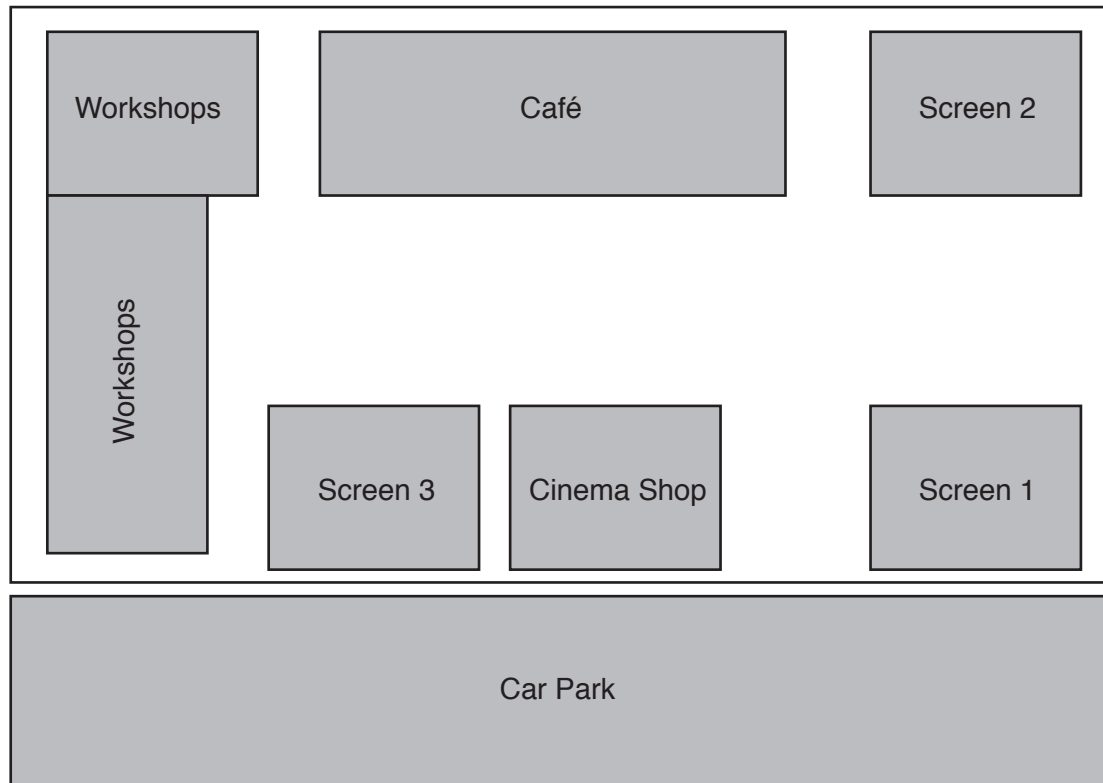 Workshops
Café
Screen 2
Workshops
Screen 3
Cinema Shop
Screen 1
Car Park